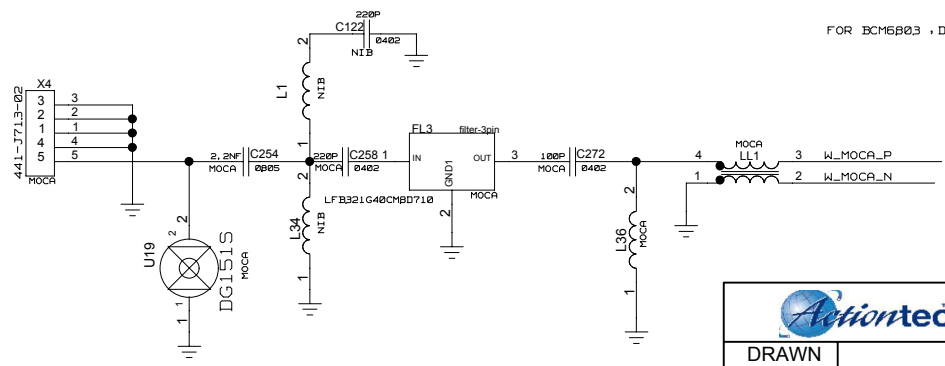 220P
C122
0402
NIB
FOR BCM6803 , D
2
L1
NIB
1
X4
441-J713-02
3
2
1
4
5
3
2
1
4
5
MOCA
2.2NF
C254
MOCA
0805
1
220P
C258
MOCA
0402
1
FL3
filter-3pin
IN
OUT
GND1
3
MOCA
2
LFB321G40CM8D710
100P
C272
MOCA
0402
MOCA
LL1
4
3
W_MOCA_P
1
2
W_MOCA_N
2
L34
NIB
1
2
L36
MOCA
1
2
2
U19
DG151S
MOCA
1
1
Actiontec
DRAWN